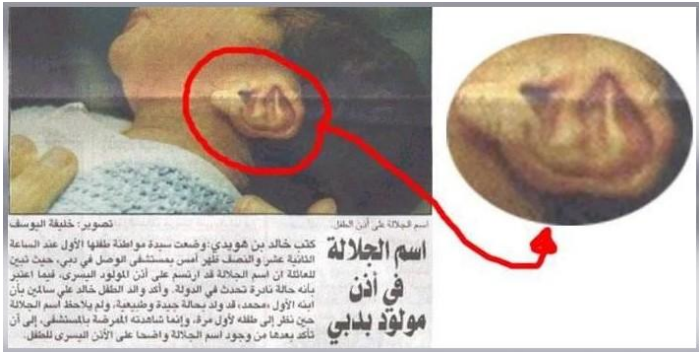 اسم الجلالة على أذن الطفل.
تصوير: خليفة اليوسف
اسم الجلالة
في أذن
مولود بدبي
كتب خالد بن هويدي: وضعت سيدة مواطنة طفلها الأول عند الساعة
الثانية عشر والنصف ظهر أمس بمستشفى الوصل في دبي، حيث تبين
للعائلة ان اسم الجلالة قد ارتسم على أذن المولود اليسرى، فيما اعتبر
بأنه حالة نادرة تحدث في الدولة. وأكد والد الطفل خالد علي سالمين بأن
ابنه الأول «محمد» قد ولد بحالة جيدة وطبيعية، ولم يلاحظ اسم الجلالة
حين نظر إلى طفله لأول مرة، وإنما شاهدته الممرضة بالمستشفى، إلى أن
تأكد بعدها من وجود اسم الجلالة واضحا على الأذن اليسرى للطفل.